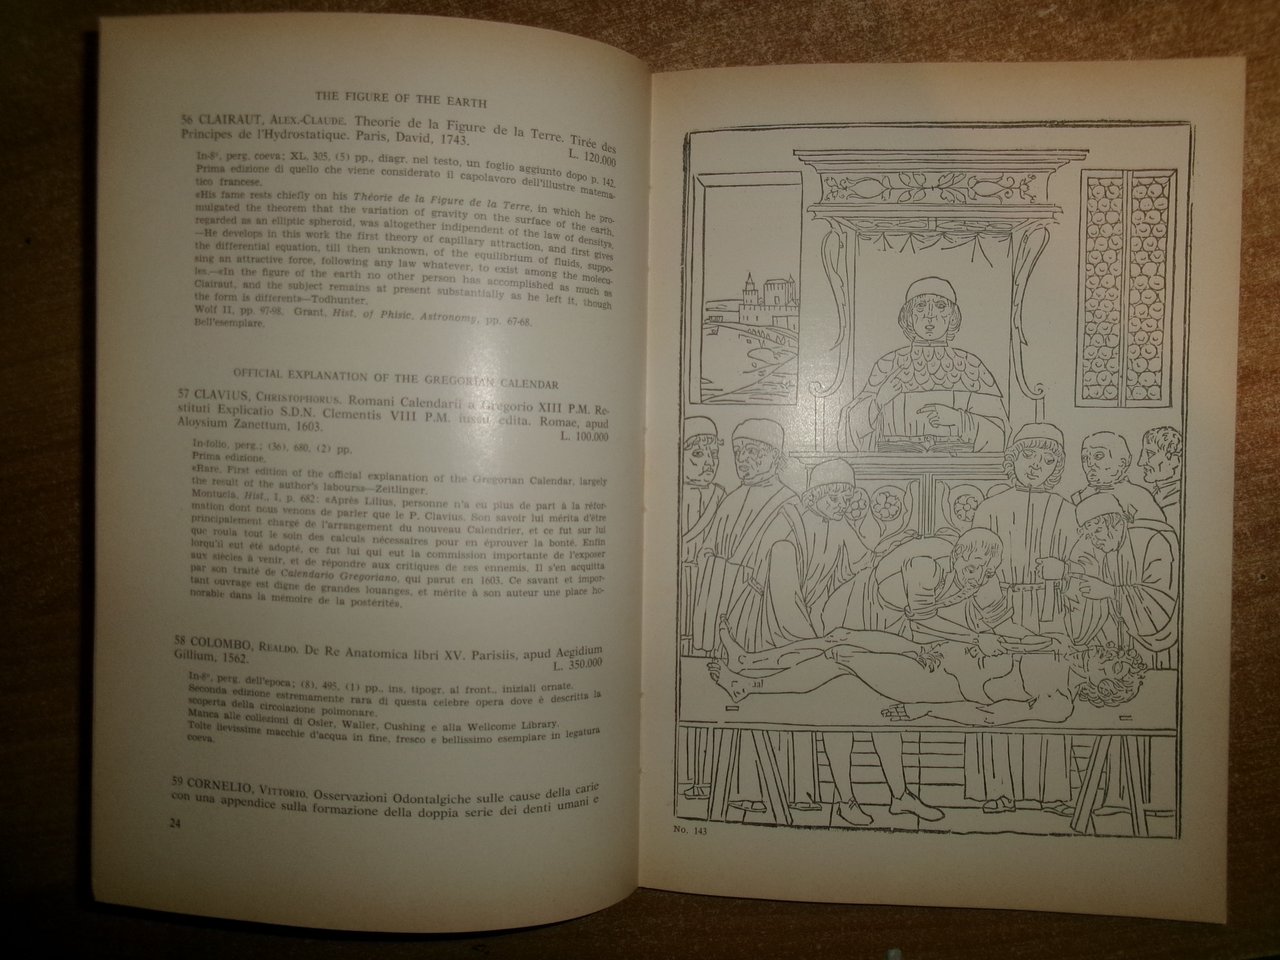 THE FIGURE OF THE EARTH
56 CLAIRAUT, ALEX.-CLAUDE. Theorie de la Figure de la Terre. Tirée des
Principes de l'Hydrostatique. Paris, David, 1743.
L. 120.000
In-8°, perg. coeva; XL, 305, (5) pp., diagr. nel testo, un foglio aggiunto dopo p. 142.
Prima edizione di quello che viene considerato il capolavoro dell'illustre matema-
tico francese.
«His fame rests chiefly on his Théorie de la Figure de la Terre, in which he pro-
mulgated the theorem that the variation of gravity on the surface of the earth,
regarded as an elliptic spheroid, was altogether indipendent of the law of density».
—He develops in this work the first theory of capillary attraction, and first gives
the differential equation, till then unknown, of the equilibrium of fluids, suppo-
sing an attractive force, following any law whatever, to exist among the molecu-
les.—«In the figure of the earth no other person has accomplished as much as
Clairaut, and the subject remains at present substantially as he left it, though
the form is different»—Todhunter.
Wolf II, pp. 97-98. Grant, Hist. of Phisic. Astronomy, pp. 67-68.
Bell'esemplare.
OFFICIAL EXPLANATION OF THE GREGORIAN CALENDAR
57 CLAVIUS, CHRISTOPHORUS. Romani Calendarii a Gregorio XIII P.M. Re-
stituti Explicatio S.D.N. Clementis VIII P.M. iussu edita. Romae, apud
Aloysium Zanettum, 1603.
L. 100.000
In-folio, perg.; (36), 680, (2) pp.
Prima edizione.
«Rare. First edition of the official explanation of the Gregorian Calendar, largely
the result of the author's labours»—Zeitlinger.
Montucla, Hist., I, p. 682: «Après Lilius, personne n'a eu plus de part à la réfor-
mation dont nous venons de parler que le P. Clavius. Son savoir lui mérita d'être
principalement chargé de l'arrangement du nouveau Calendrier, et ce fut sur lui
que roula tout le soin des calculs nécessaires pour en éprouver la bonté. Enfin
lorqu'il eut été adopté, ce fut lui qui eut la commission importante de l'exposer
aux siècles à venir, et de répondre aux critiques de ses ennemis. Il s'en acquitta
par son traité de Calendario Gregoriano, qui parut en 1603. Ce savant et impor-
tant ouvrage est digne de grandes louanges, et mérite à son auteur une place ho-
norable dans la mémoire de la postérité».
58 COLOMBO, REALDO. De Re Anatomica libri XV. Parisiis, apud Aegidium
Gillium, 1562.
L. 350.000
In-8°, perg. dell'epoca; (8), 495, (1) pp., ins. tipogr. al front., iniziali ornate.
Seconda edizione estremamente rara di questa celebre opera dove è descritta la
scoperta della circolazione polmonare.
Manca alle collezioni di Osler, Waller, Cushing e alla Wellcome Library.
Tolte lievissime macchie d'acqua in fine, fresco e bellissimo esemplare in legatura
coeva.
59 CORNELIO, VITTORIO. Osservazioni Odontalgiche sulle cause della carie
con una appendice sulla formazione della doppia serie dei denti umani e
24
No. 143